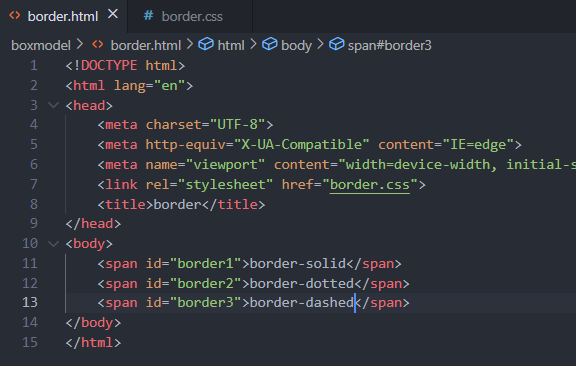 border.html × # border.css
boxmodel > <> border.html > html > body > span#border3
1 <!DOCTYPE html>
2 <html lang="en">
3 <head>
4 <meta charset="UTF-8">
5 <meta http-equiv="X-UA-Compatible" content="IE=edge">
6 <meta name="viewport" content="width=device-width, initial-s
7 <link rel="stylesheet" href="border.css">
8 <title>border</title>
9 </head>
10 <body>
11 <span id="border1">border-solid</span>
12 <span id="border2">border-dotted</span>
13 <span id="border3">border-dashed</span>
14 </body>
15 </html>